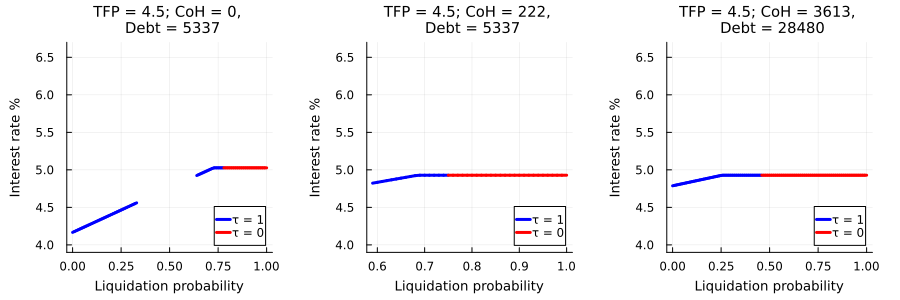 TFP = 4.5; CoH = 0,
Debt = 5337
Interest rate %
6.5
6.0
5.5
5.0
4.5
4.0
τ = 1
τ = 0
0.00 0.25 0.50 0.75 1.00
Liquidation probability
TFP = 4.5; CoH = 222,
Debt = 5337
Interest rate %
6.5
6.0
5.5
5.0
4.5
4.0
τ = 1
τ = 0
0.6 0.7 0.8 0.9 1.0
Liquidation probability
TFP = 4.5; CoH = 3613,
Debt = 28480
Interest rate %
6.5
6.0
5.5
5.0
4.5
4.0
τ = 1
τ = 0
0.00 0.25 0.50 0.75 1.00
Liquidation probability